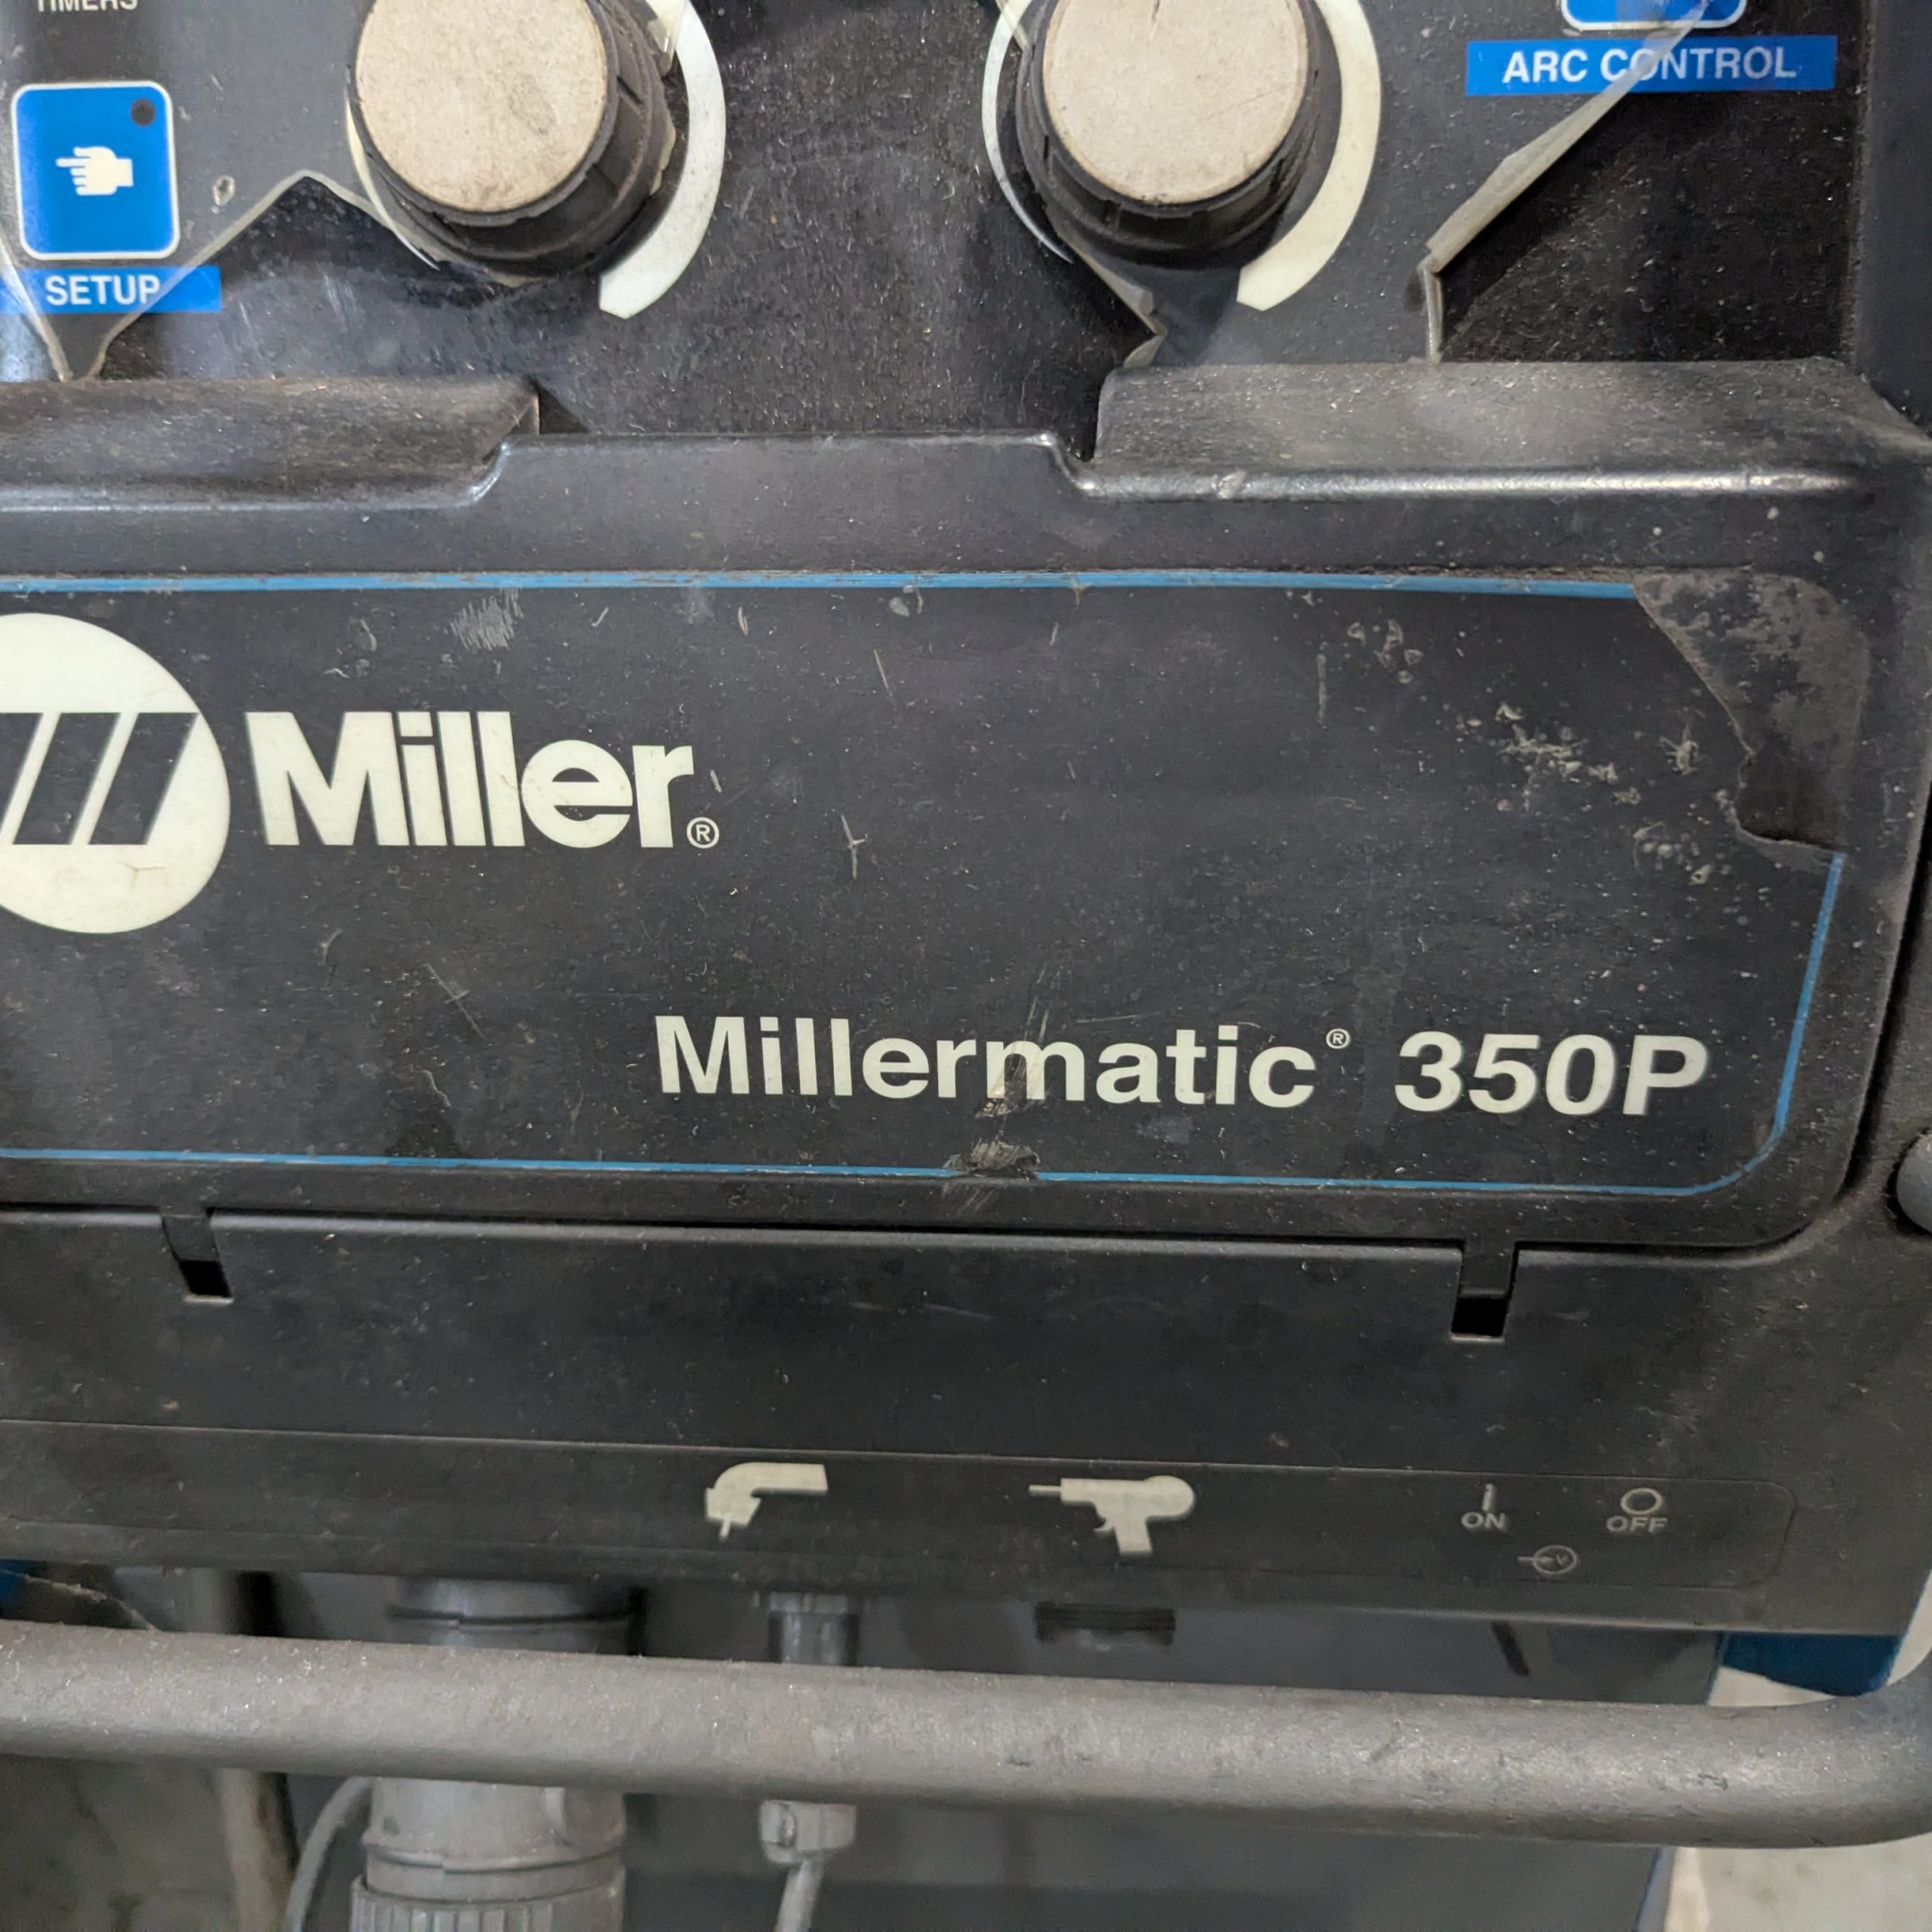 TIMERS
ARC CONTROL
SETUP
Miller®
Millermatic® 350P
I O
ON OFF
V